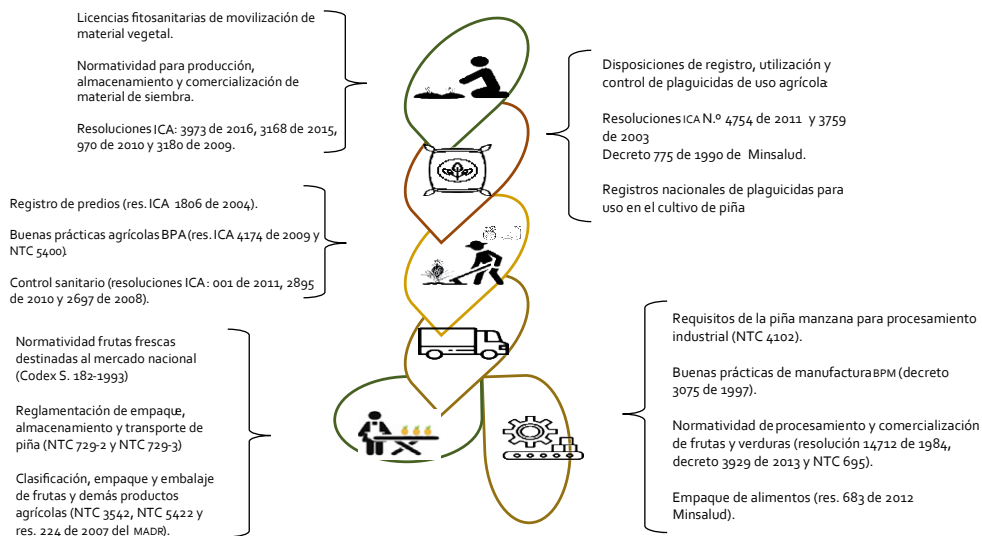 Licencias fitosanitarias de movilización de
material vegetal.
Normatividad para producción,
almacenamiento y comercialización de
material de siembra.
Resoluciones ICA: 3973 de 2016, 3168 de 2015,
970 de 2010 y 3180 de 2009.
Disposiciones de registro, utilización y
control de plaguicidas de uso agrícola
Resoluciones ICA N.º 4754 de 2011 y 3759
de 2003
Decreto 775 de 1990 de Minsalud.
Registros nacionales de plaguicidas para
uso en el cultivo de piña
Registro de predios (res. ICA 1806 de 2004).
Buenas prácticas agrícolas BPA (res. ICA 4174 de 2009 y
NTC 5400).
Control sanitario (resoluciones ICA: 001 de 2011, 2895
de 2010 y 2697 de 2008).
Normatividad frutas frescas
destinadas al mercado nacional
(Codex S. 182-1993)
Reglamentación de empaque,
almacenamiento y transporte de
piña (NTC 729-2 y NTC 729-3)
Clasificación, empaque y embalaje
de frutas y demás productos
agrícolas (NTC 3542, NTC 5422 y
res. 224 de 2007 del MADR).
Requisitos de la piña manzana para procesamiento
industrial (NTC 4102).
Buenas prácticas de manufactura BPM (decreto
3075 de 1997).
Normatividad de procesamiento y comercialización
de frutas y verduras (resolución 14712 de 1984,
decreto 3929 de 2013 y NTC 695).
Empaque de alimentos (res. 683 de 2012
Minsalud).